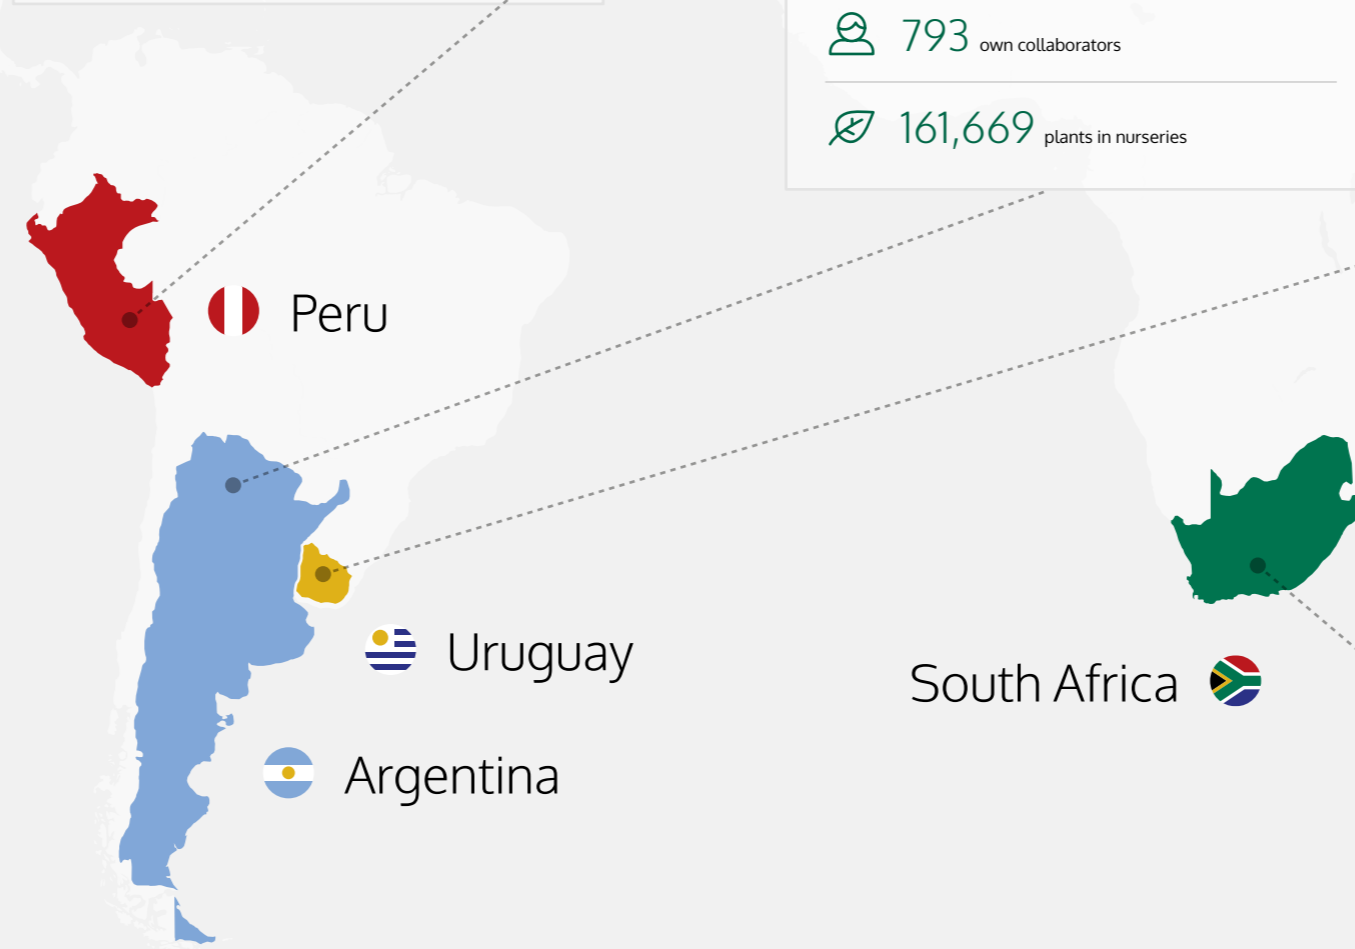 793 own collaborators
161,669 plants in nurseries
Peru
Uruguay
South Africa
Argentina